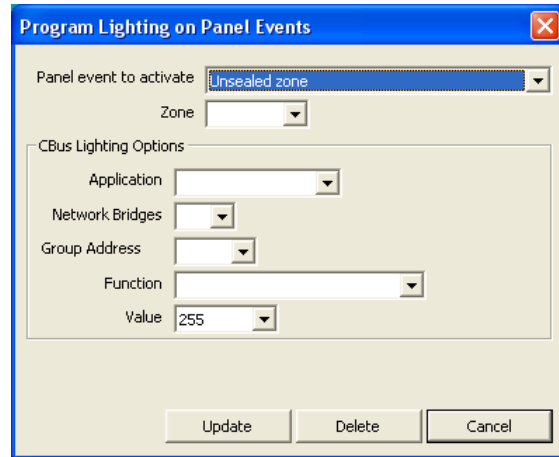 Program Lighting on Panel Events
Panel event to activate Unsealed zone
Zone
CBus Lighting Options
Application
Network Bridges
Group Address
Function
Value 255
Update Delete Cancel